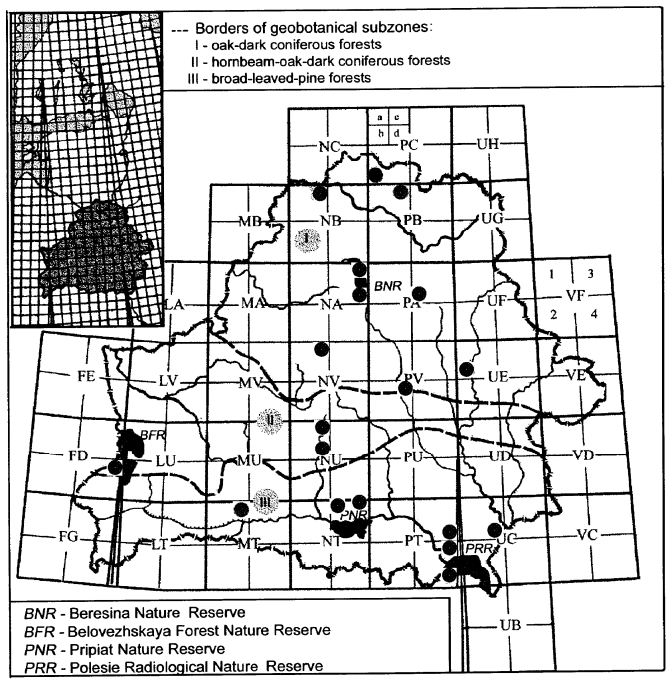 --- Borders of geobotanical subzones:
I - oak-dark coniferous forests
II - hornbeam-oak-dark coniferous forests
III - broad-leaved-pine forests
a c
b d
NC PC UH
MB NB PB UG
I
BNR
1 3
LA MA NA PA UF VF
2 4
FE LV MV NV PV UE VE
II
BFR
FD LU MU NU PU UD VD
III
PNR
FG LT MT NT PT UG VC
PRR
UB
BNR - Beresina Nature Reserve
BFR - Belovezhskaya Forest Nature Reserve
PNR - Pripiat Nature Reserve
PRR - Polesie Radiological Nature Reserve